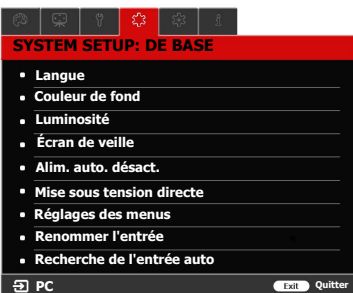 SYSTEM SETUP: DE BASE
Langue
Couleur de fond
Luminosité
Écran de veille
Alim. auto. désact.
Mise sous tension directe
Réglages des menus
Renommer l'entrée
Recherche de l'entrée auto
PC Exit Quitter